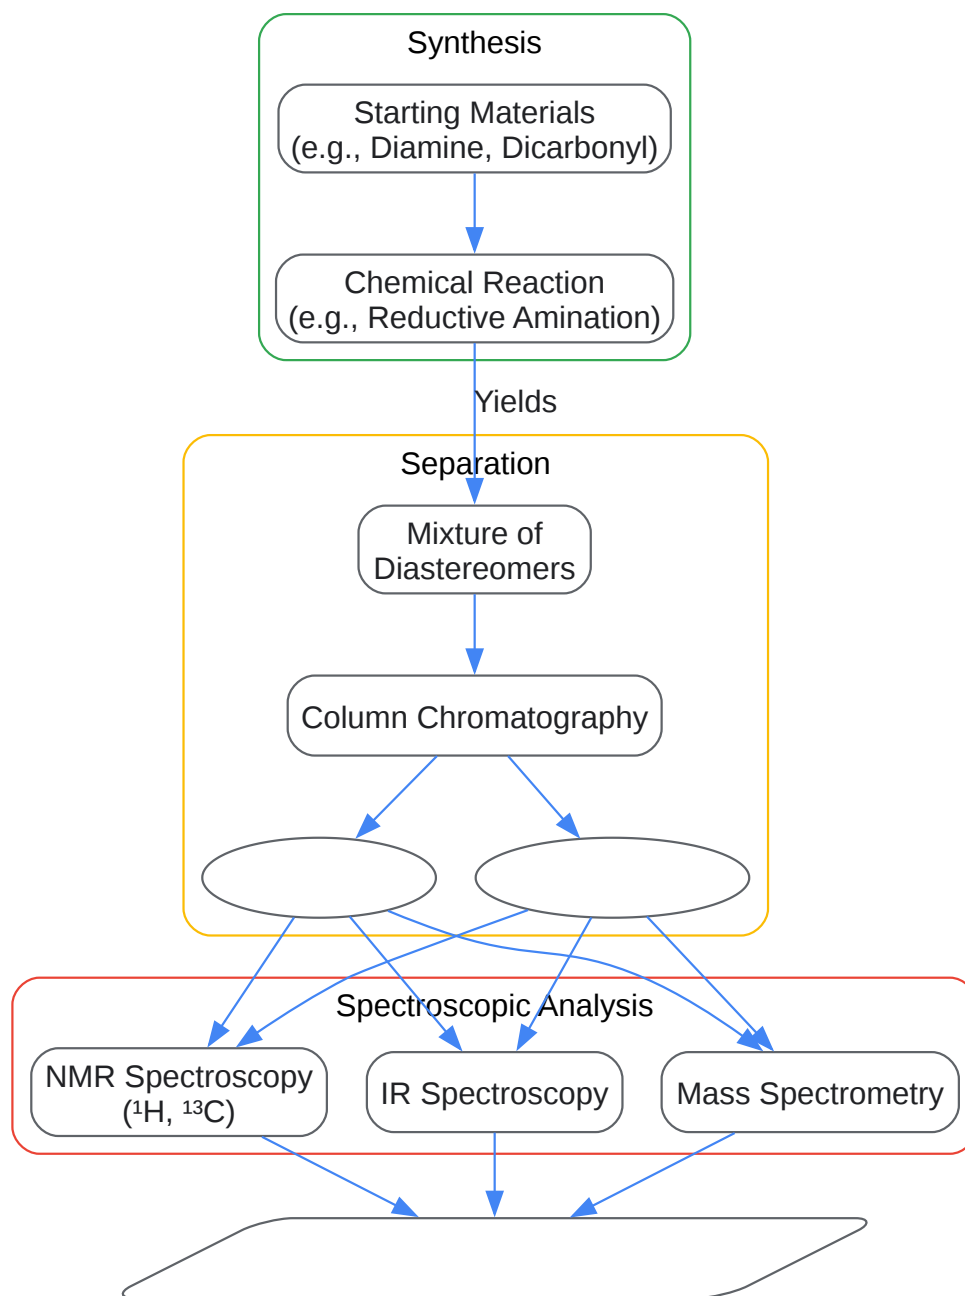 Synthesis
Starting Materials
(e.g., Diamine, Dicarbonyl)
Chemical Reaction
(e.g., Reductive Amination)
Yields
Separation
Mixture of
Diastereomers
Column Chromatography
Spectroscopic Analysis
NMR Spectroscopy
(¹H, ¹³C)
IR Spectroscopy
Mass Spectrometry